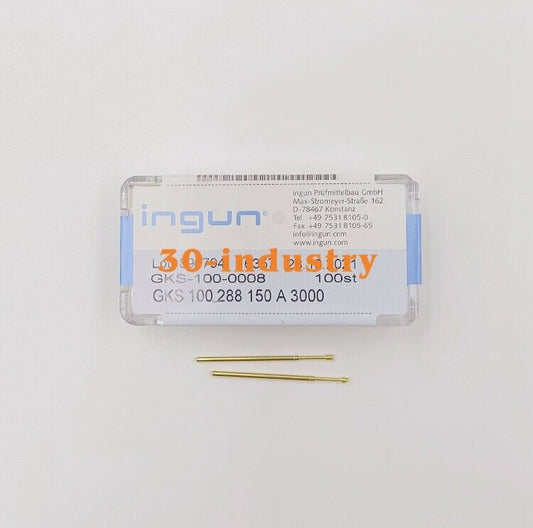 ingun Prüfmittelbau GmbH
Max-Stromeyer-Straße 162
D-78467 Konstanz
Tel. +49 7531 8105-0
Fax +49 7531 8105-65
info@ingun.com
www.ingun.com
ingun®
30 industry
GKS-100-0008 100st
GKS 100 288 150 A 3000